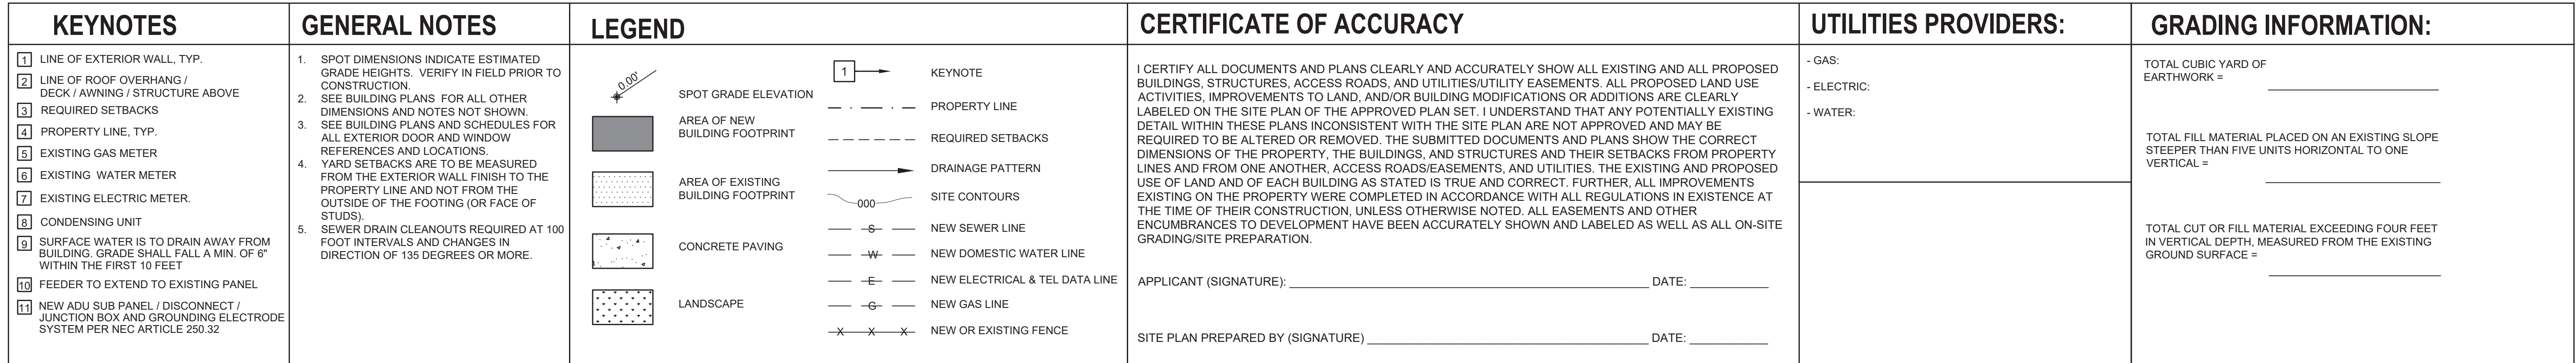 KEYNOTES
1 LINE OF EXTERIOR WALL, TYP.
2 LINE OF ROOF OVERHANG /
DECK / AWNING / STRUCTURE ABOVE
3 REQUIRED SETBACKS
4 PROPERTY LINE, TYP.
5 EXISTING GAS METER
6 EXISTING WATER METER
7 EXISTING ELECTRIC METER.
8 CONDENSING UNIT
9 SURFACE WATER IS TO DRAIN AWAY FROM
BUILDING. GRADE SHALL FALL A MIN. OF 6"
WITHIN THE FIRST 10 FEET
10 FEEDER TO EXTEND TO EXISTING PANEL
11 NEW ADU SUB PANEL / DISCONNECT /
JUNCTION BOX AND GROUNDING ELECTRODE
SYSTEM PER NEC ARTICLE 250.32
GENERAL NOTES
1. SPOT DIMENSIONS INDICATE ESTIMATED
GRADE HEIGHTS. VERIFY IN FIELD PRIOR TO
CONSTRUCTION.
2. SEE BUILDING PLANS FOR ALL OTHER
DIMENSIONS AND NOTES NOT SHOWN.
3. SEE BUILDING PLANS AND SCHEDULES FOR
ALL EXTERIOR DOOR AND WINDOW
REFERENCES AND LOCATIONS.
4. YARD SETBACKS ARE TO BE MEASURED
FROM THE EXTERIOR WALL FINISH TO THE
PROPERTY LINE AND NOT FROM THE
OUTSIDE OF THE FOOTING (OR FACE OF
STUDS).
5. SEWER DRAIN CLEANOUTS REQUIRED AT 100
FOOT INTERVALS AND CHANGES IN
DIRECTION OF 135 DEGREES OR MORE.
LEGEND
0.00'
SPOT GRADE ELEVATION
AREA OF NEW
BUILDING FOOTPRINT
AREA OF EXISTING
BUILDING FOOTPRINT
CONCRETE PAVING
LANDSCAPE
1 KEYNOTE
PROPERTY LINE
REQUIRED SETBACKS
DRAINAGE PATTERN
000 SITE CONTOURS
S NEW SEWER LINE
W NEW DOMESTIC WATER LINE
E NEW ELECTRICAL & TEL DATA LINE
G NEW GAS LINE
X X X NEW OR EXISTING FENCE
CERTIFICATE OF ACCURACY
I CERTIFY ALL DOCUMENTS AND PLANS CLEARLY AND ACCURATELY SHOW ALL EXISTING AND ALL PROPOSED
BUILDINGS, STRUCTURES, ACCESS ROADS, AND UTILITIES/UTILITY EASEMENTS. ALL PROPOSED LAND USE
ACTIVITIES, IMPROVEMENTS TO LAND, AND/OR BUILDING MODIFICATIONS OR ADDITIONS ARE CLEARLY
LABELED ON THE SITE PLAN OF THE APPROVED PLAN SET. I UNDERSTAND THAT ANY POTENTIALLY EXISTING
DETAIL WITHIN THESE PLANS INCONSISTENT WITH THE SITE PLAN ARE NOT APPROVED AND MAY BE
REQUIRED TO BE ALTERED OR REMOVED. THE SUBMITTED DOCUMENTS AND PLANS SHOW THE CORRECT
DIMENSIONS OF THE PROPERTY, THE BUILDINGS, AND STRUCTURES AND THEIR SETBACKS FROM PROPERTY
LINES AND FROM ONE ANOTHER, ACCESS ROADS/EASEMENTS, AND UTILITIES. THE EXISTING AND PROPOSED
USE OF LAND AND OF EACH BUILDING AS STATED IS TRUE AND CORRECT. FURTHER, ALL IMPROVEMENTS
EXISTING ON THE PROPERTY WERE COMPLETED IN ACCORDANCE WITH ALL REGULATIONS IN EXISTENCE AT
THE TIME OF THEIR CONSTRUCTION, UNLESS OTHERWISE NOTED. ALL EASEMENTS AND OTHER
ENCUMBRANCES TO DEVELOPMENT HAVE BEEN ACCURATELY SHOWN AND LABELED AS WELL AS ALL ON-SITE
GRADING/SITE PREPARATION.
APPLICANT (SIGNATURE): ____ DATE: ____
SITE PLAN PREPARED BY (SIGNATURE) ____ DATE: ____
UTILITIES PROVIDERS:
- GAS:
- ELECTRIC:
- WATER:
GRADING INFORMATION:
TOTAL CUBIC YARD OF
EARTHWORK = ____
TOTAL FILL MATERIAL PLACED ON AN EXISTING SLOPE
STEEPER THAN FIVE UNITS HORIZONTAL TO ONE
VERTICAL = ____
TOTAL CUT OR FILL MATERIAL EXCEEDING FOUR FEET
IN VERTICAL DEPTH, MEASURED FROM THE EXISTING
GROUND SURFACE = ____